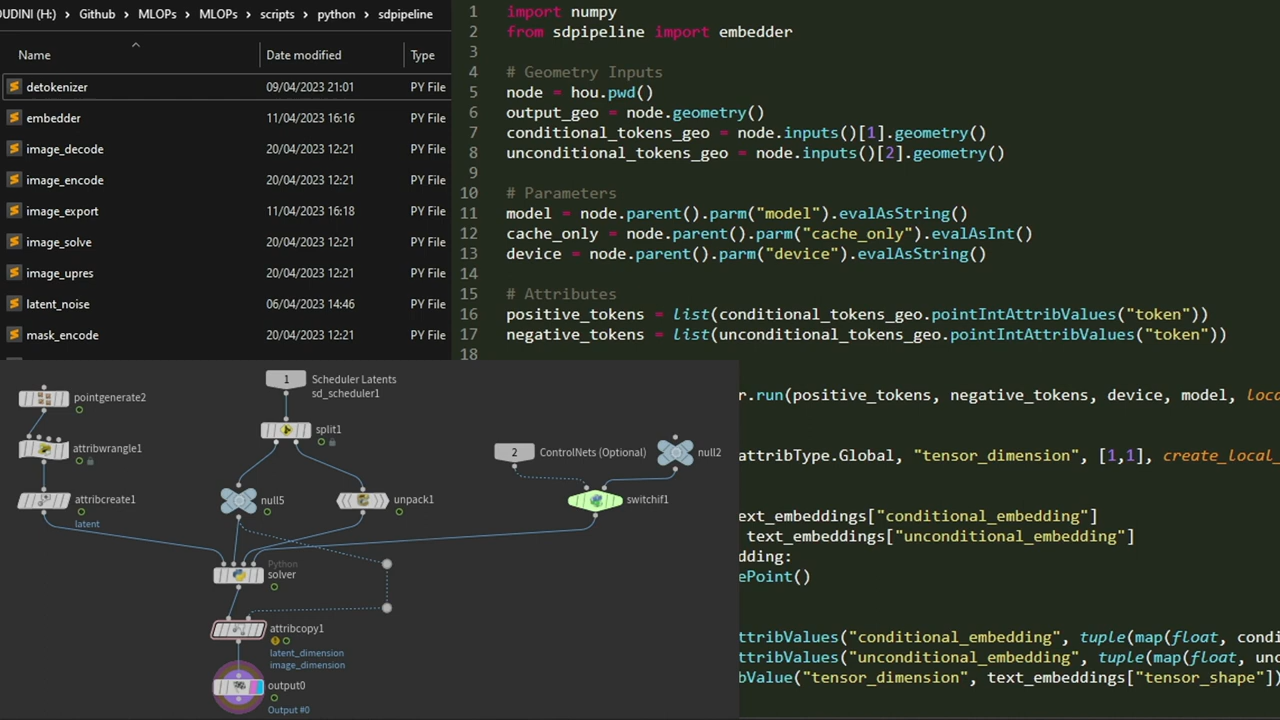 OUDINI (H:) > Github > MLOPs > MLOPs > scripts > python > sdpipeline
Name Date modified Type
detokenizer 09/04/2023 21:01 PY File
embedder 11/04/2023 16:16 PY File
image_decode 20/04/2023 12:21 PY File
image_encode 20/04/2023 12:21 PY File
image_export 11/04/2023 16:18 PY File
image_solve 20/04/2023 12:21 PY File
image_upres 20/04/2023 12:21 PY File
latent_noise 06/04/2023 14:46 PY File
mask_encode 20/04/2023 12:21 PY File
1 import numpy
2 from sdpipeline import embedder
3
4 # Geometry Inputs
5 node = hou.pwd()
6 output_geo = node.geometry()
7 conditional_tokens_geo = node.inputs()[1].geometry()
8 unconditional_tokens_geo = node.inputs()[2].geometry()
9
10 # Parameters
11 model = node.parent().parm("model").evalAsString()
12 cache_only = node.parent().parm("cache_only").evalAsInt()
13 device = node.parent().parm("device").evalAsString()
14
15 # Attributes
16 positive_tokens = list(conditional_tokens_geo.pointIntAttribValues("token"))
17 negative_tokens = list(unconditional_tokens_geo.pointIntAttribValues("token"))
18
r.run(positive_tokens, negative_tokens, device, model, loc
attribType.Global, "tensor_dimension", [1,1], create_local_
ext_embeddings["conditional_embedding"]
text_embeddings["unconditional_embedding"]
dding:
ePoint()
ttribValues("conditional_embedding", tuple(map(float, condi
ttribValues("unconditional_embedding", tuple(map(float, unc
bValue("tensor_dimension", text_embeddings["tensor_shape"])
pointgenerate2
attribwrangle1
attribcreate1
latent
1
Scheduler Latents
sd_scheduler1
split1
null5
unpack1
2
ControlNets (Optional)
null2
switchif1
Python
solver
attribcopy1
latent_dimension
image_dimension
output0
Output #0